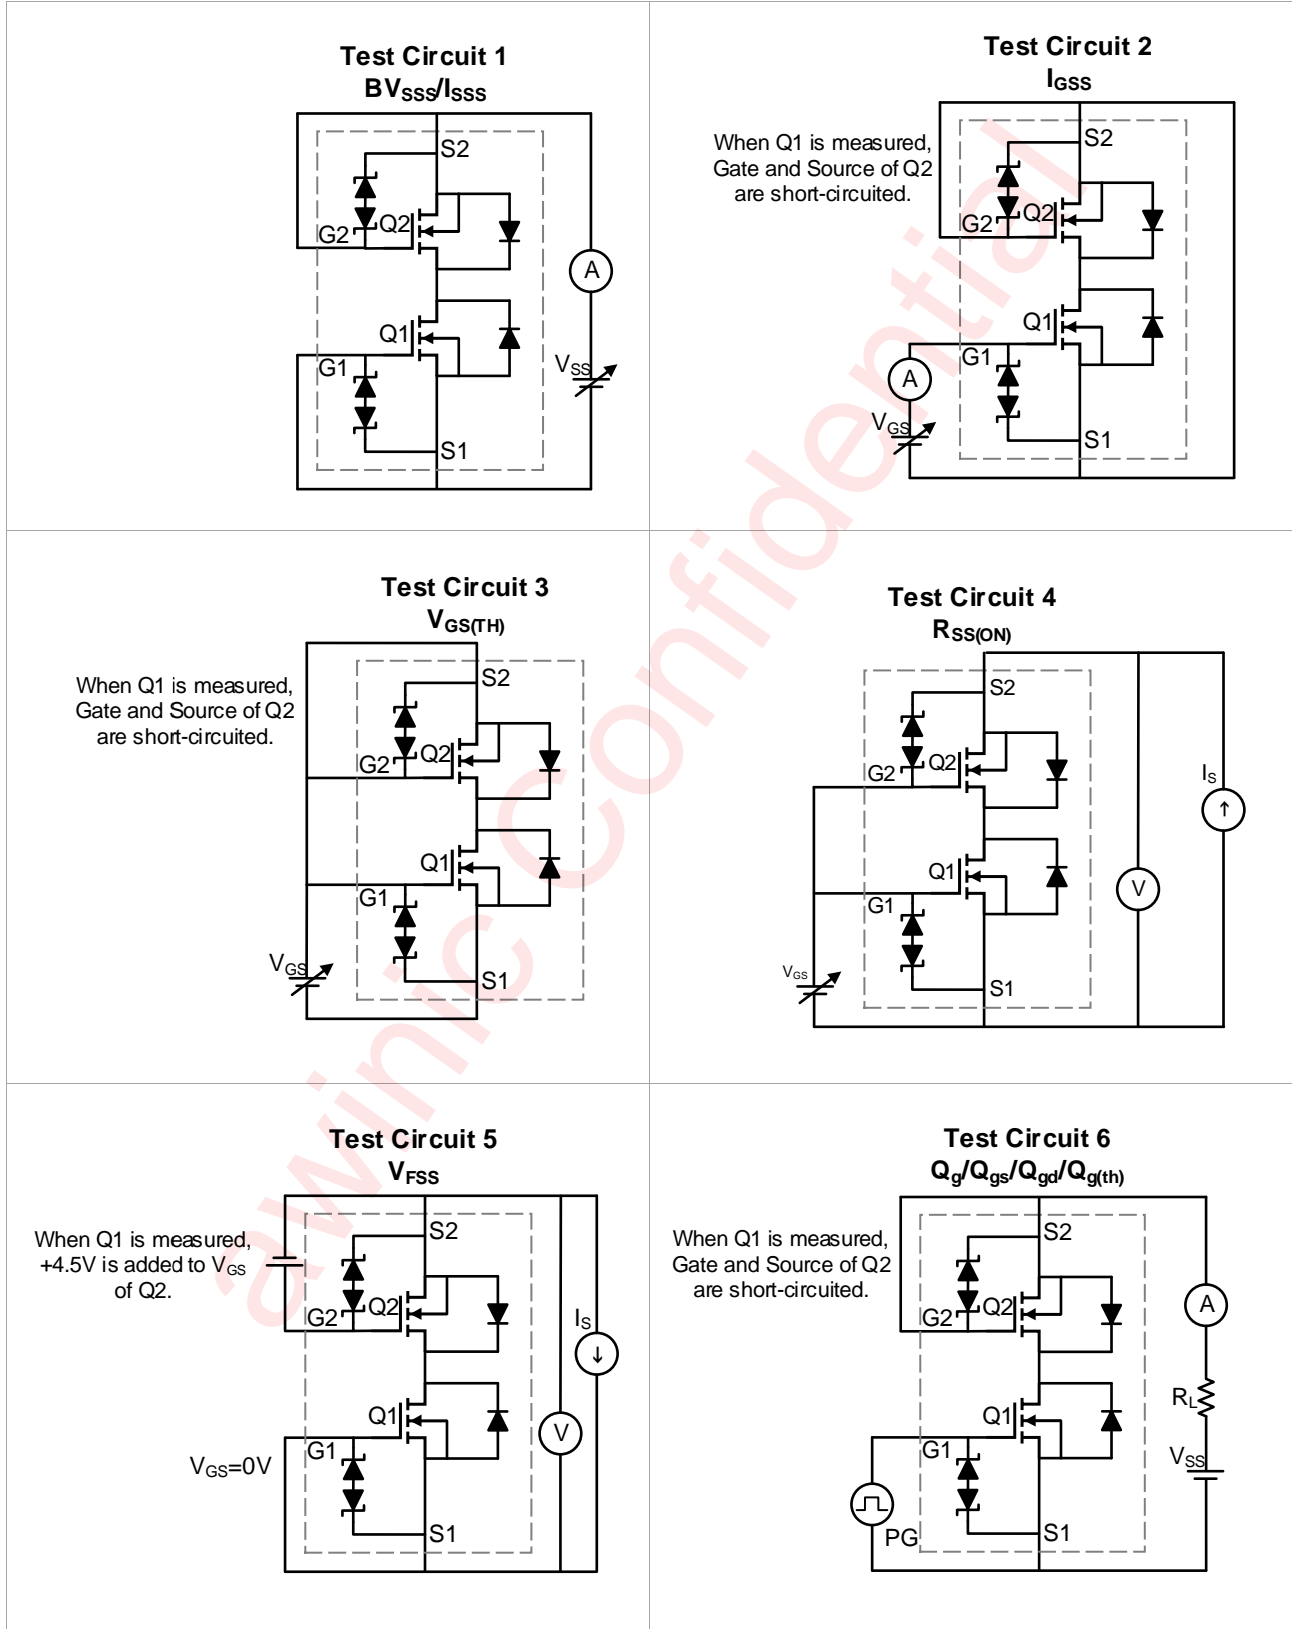 Test Circuit 1
BVSSS/ISSS
S2
Q2
G2
A
Q1
G1
VSS
S1
Test Circuit 2
IGSS
When Q1 is measured,
Gate and Source of Q2
are short-circuited.
S2
Q2
G2
Q1
G1
A
VGS
S1
Test Circuit 3
VGS(TH)
When Q1 is measured,
Gate and Source of Q2
are short-circuited.
S2
Q2
G2
Q1
G1
VGS
S1
Test Circuit 4
RSS(ON)
S2
Q2
G2
IS
↑
Q1
V
G1
VGS
S1
Test Circuit 5
VFSS
When Q1 is measured,
+4.5V is added to VGS
of Q2.
S2
Q2
G2
IS
↓
Q1
V
G1
VGS=0V
S1
Test Circuit 6
Qg/Qgs/Qgd/Qg(th)
When Q1 is measured,
Gate and Source of Q2
are short-circuited.
S2
Q2
G2
A
RL
Q1
G1
VSS
PG
S1
awinic Confidential